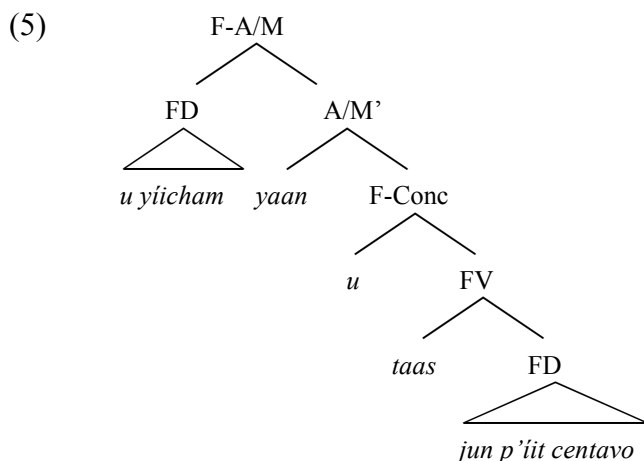 (5) F-A/M
FD A/M’
u yíicham yaan F-Conc
u FV
taas FD
jun p’íit centavo